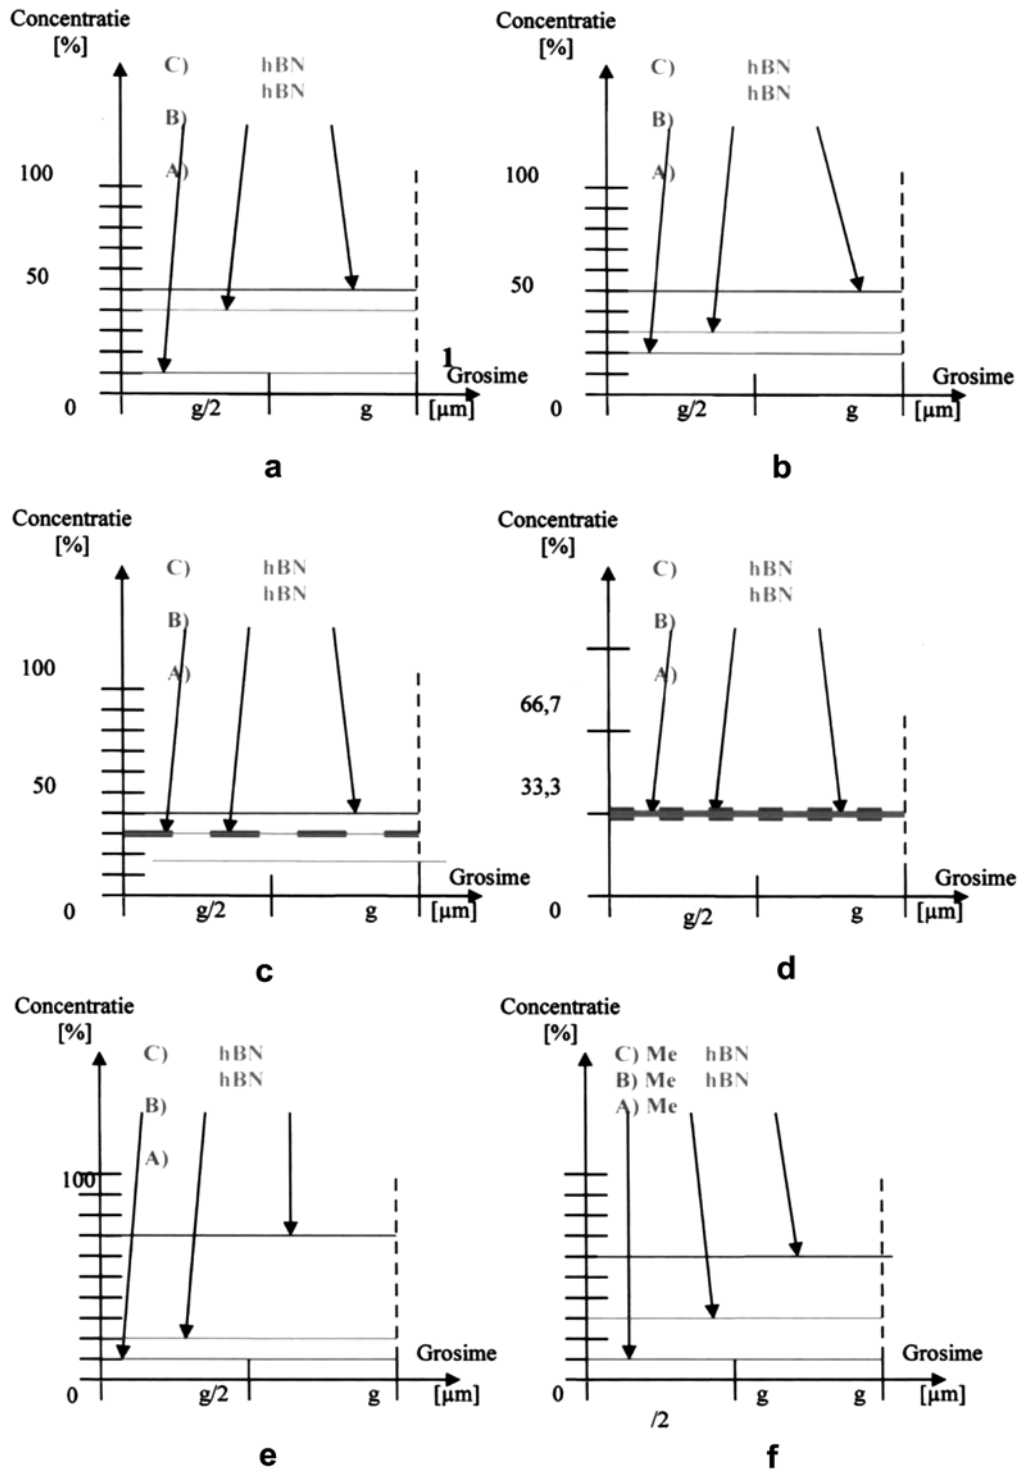 Concentratie
[%]
C) hBN
hBN
B)
A)
100
50
1
Grosime
0 g/2 g [µm]
a
Concentratie
[%]
C) hBN
hBN
B)
A)
100
50
Grosime
0 g/2 g [µm]
b
Concentratie
[%]
C) hBN
hBN
B)
A)
100
50
Grosime
0 g/2 g [µm]
c
Concentratie
[%]
C) hBN
hBN
B)
A)
66,7
33,3
Grosime
0 g/2 g [µm]
d
Concentratie
[%]
C) hBN
hBN
B)
A)
100
Grosime
0 g/2 g [µm]
e
Concentratie
[%]
C) Me hBN
B) Me hBN
A) Me
Grosime
0 g g [µm]
/2
f